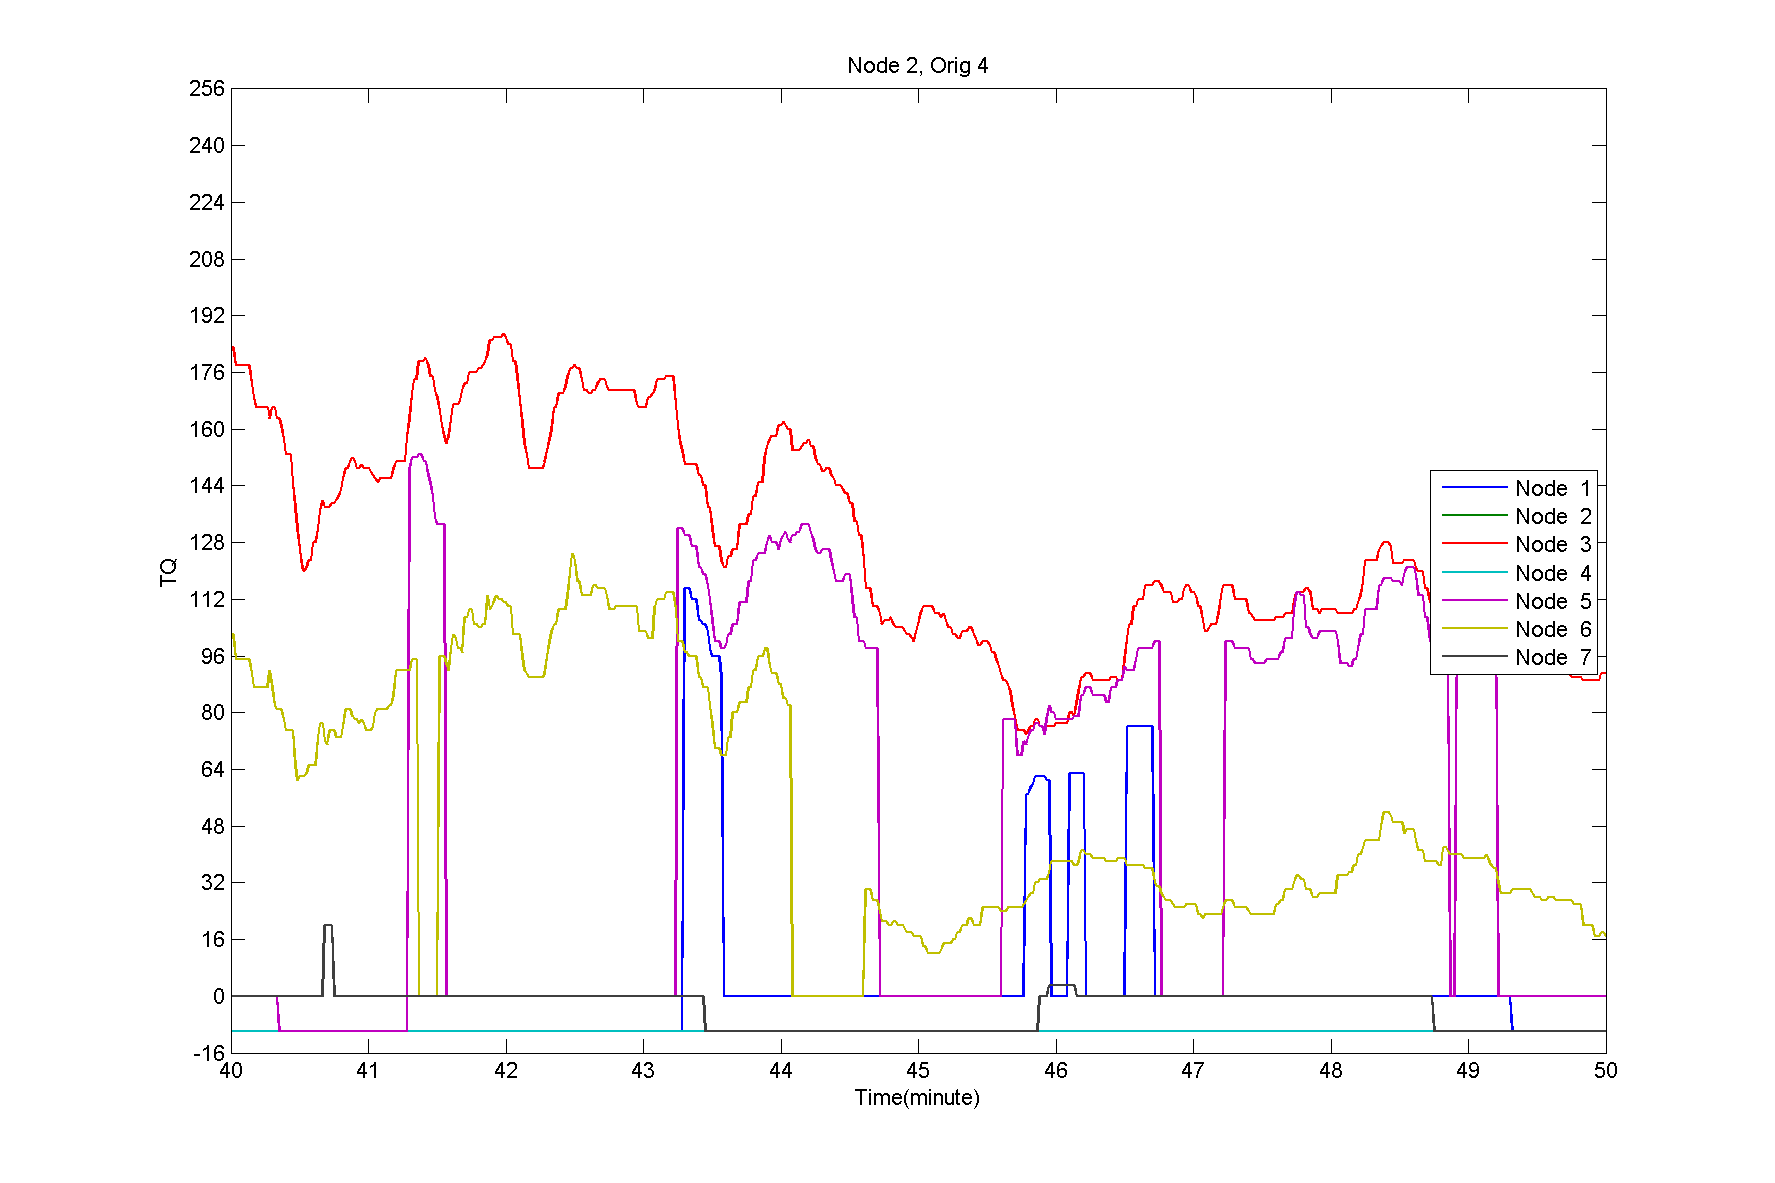 Node 2, Orig 4
256
240
224
208
192
176
160
144
128
112
96
80
64
48
32
16
0
-16
TQ
Node 1
Node 2
Node 3
Node 4
Node 5
Node 6
Node 7
40 41 42 43 44 45 46 47 48 49 50
Time(minute)